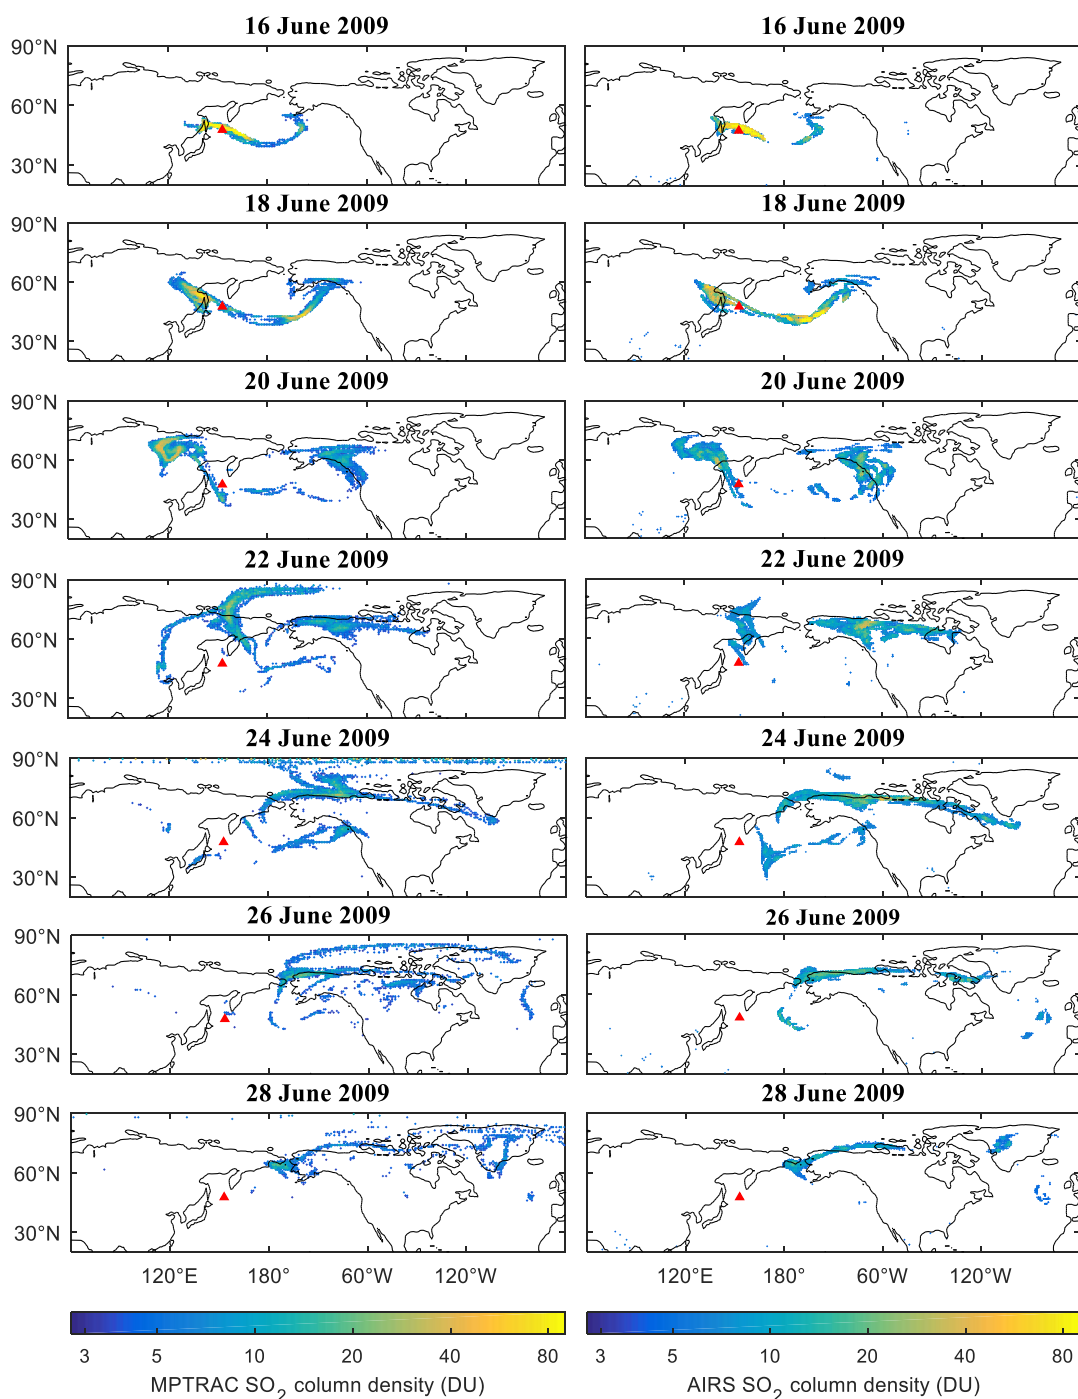 16 June 2009 16 June 2009
90°N
60°N
30°N
18 June 2009 18 June 2009
90°N
60°N
30°N
20 June 2009 20 June 2009
90°N
60°N
30°N
22 June 2009 22 June 2009
90°N
60°N
30°N
24 June 2009 24 June 2009
90°N
60°N
30°N
26 June 2009 26 June 2009
90°N
60°N
30°N
28 June 2009 28 June 2009
90°N
60°N
30°N
120°E 180° 60°W 120°W 120°E 180° 60°W 120°W
3 5 10 20 40 80 3 5 10 20 40 80
MPTRAC SO2 column density (DU) AIRS SO2 column density (DU)